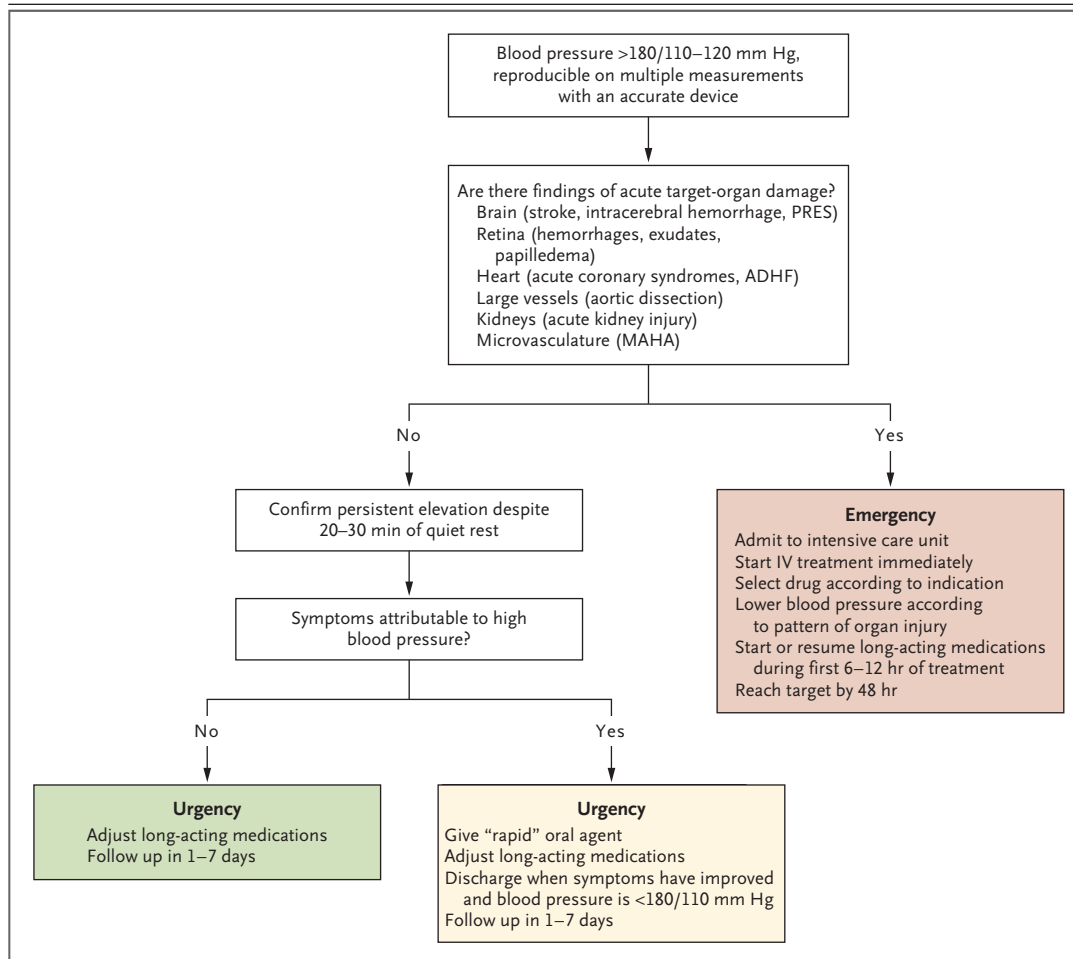 Blood pressure >180/110–120 mm Hg,
reproducible on multiple measurements
with an accurate device
Are there findings of acute target-organ damage?
Brain (stroke, intracerebral hemorrhage, PRES)
Retina (hemorrhages, exudates,
papilledema)
Heart (acute coronary syndromes, ADHF)
Large vessels (aortic dissection)
Kidneys (acute kidney injury)
Microvasculature (MAHA)
No
Yes
Confirm persistent elevation despite
20–30 min of quiet rest
Emergency
Admit to intensive care unit
Start IV treatment immediately
Select drug according to indication
Lower blood pressure according
to pattern of organ injury
Start or resume long-acting medications
during first 6–12 hr of treatment
Reach target by 48 hr
Symptoms attributable to high
blood pressure?
No
Yes
Urgency
Adjust long-acting medications
Follow up in 1–7 days
Urgency
Give “rapid” oral agent
Adjust long-acting medications
Discharge when symptoms have improved
and blood pressure is <180/110 mm Hg
Follow up in 1–7 days